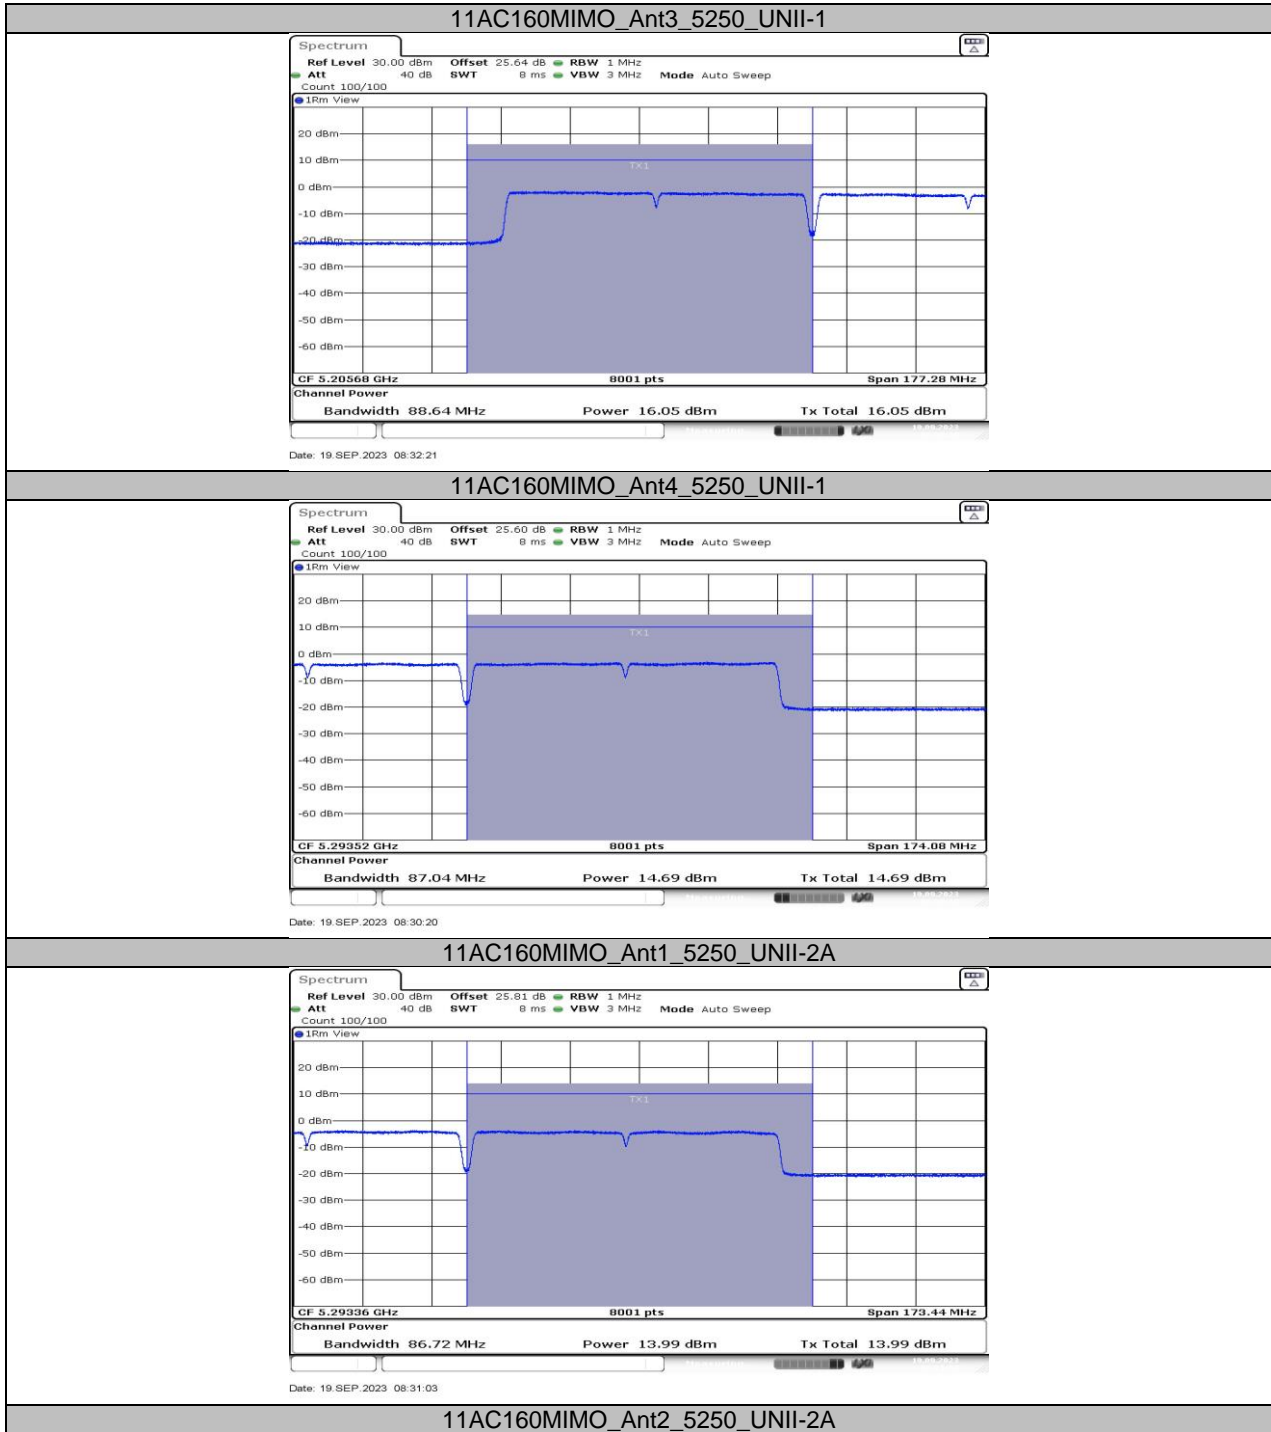 11AC160MIMO_Ant3_5250_UNII-1
Spectrum
Ref Level 30.00 dBm Offset 25.64 dB RBW 1 MHz
Att 40 dB SWT 8 ms VBW 3 MHz Mode Auto Sweep
Count 100/100
1Rm View
20 dBm
10 dBm
TX1
0 dBm
-10 dBm
-20 dBm
-30 dBm
-40 dBm
-50 dBm
-60 dBm
CF 5.20568 GHz 8001 pts Span 177.28 MHz
Channel Power
Bandwidth 88.64 MHz Power 16.05 dBm Tx Total 16.05 dBm
Date: 19.SEP.2023 08:32:21
11AC160MIMO_Ant4_5250_UNII-1
Spectrum
Ref Level 30.00 dBm Offset 25.60 dB RBW 1 MHz
Att 40 dB SWT 8 ms VBW 3 MHz Mode Auto Sweep
Count 100/100
1Rm View
20 dBm
10 dBm
TX1
0 dBm
-10 dBm
-20 dBm
-30 dBm
-40 dBm
-50 dBm
-60 dBm
CF 5.29352 GHz 8001 pts Span 174.08 MHz
Channel Power
Bandwidth 87.04 MHz Power 14.69 dBm Tx Total 14.69 dBm
Date: 19.SEP.2023 08:30:20
11AC160MIMO_Ant1_5250_UNII-2A
Spectrum
Ref Level 30.00 dBm Offset 25.81 dB RBW 1 MHz
Att 40 dB SWT 8 ms VBW 3 MHz Mode Auto Sweep
Count 100/100
1Rm View
20 dBm
10 dBm
TX1
0 dBm
-10 dBm
-20 dBm
-30 dBm
-40 dBm
-50 dBm
-60 dBm
CF 5.29336 GHz 8001 pts Span 173.44 MHz
Channel Power
Bandwidth 86.72 MHz Power 13.99 dBm Tx Total 13.99 dBm
Date: 19.SEP.2023 08:31:03
11AC160MIMO_Ant2_5250_UNII-2A